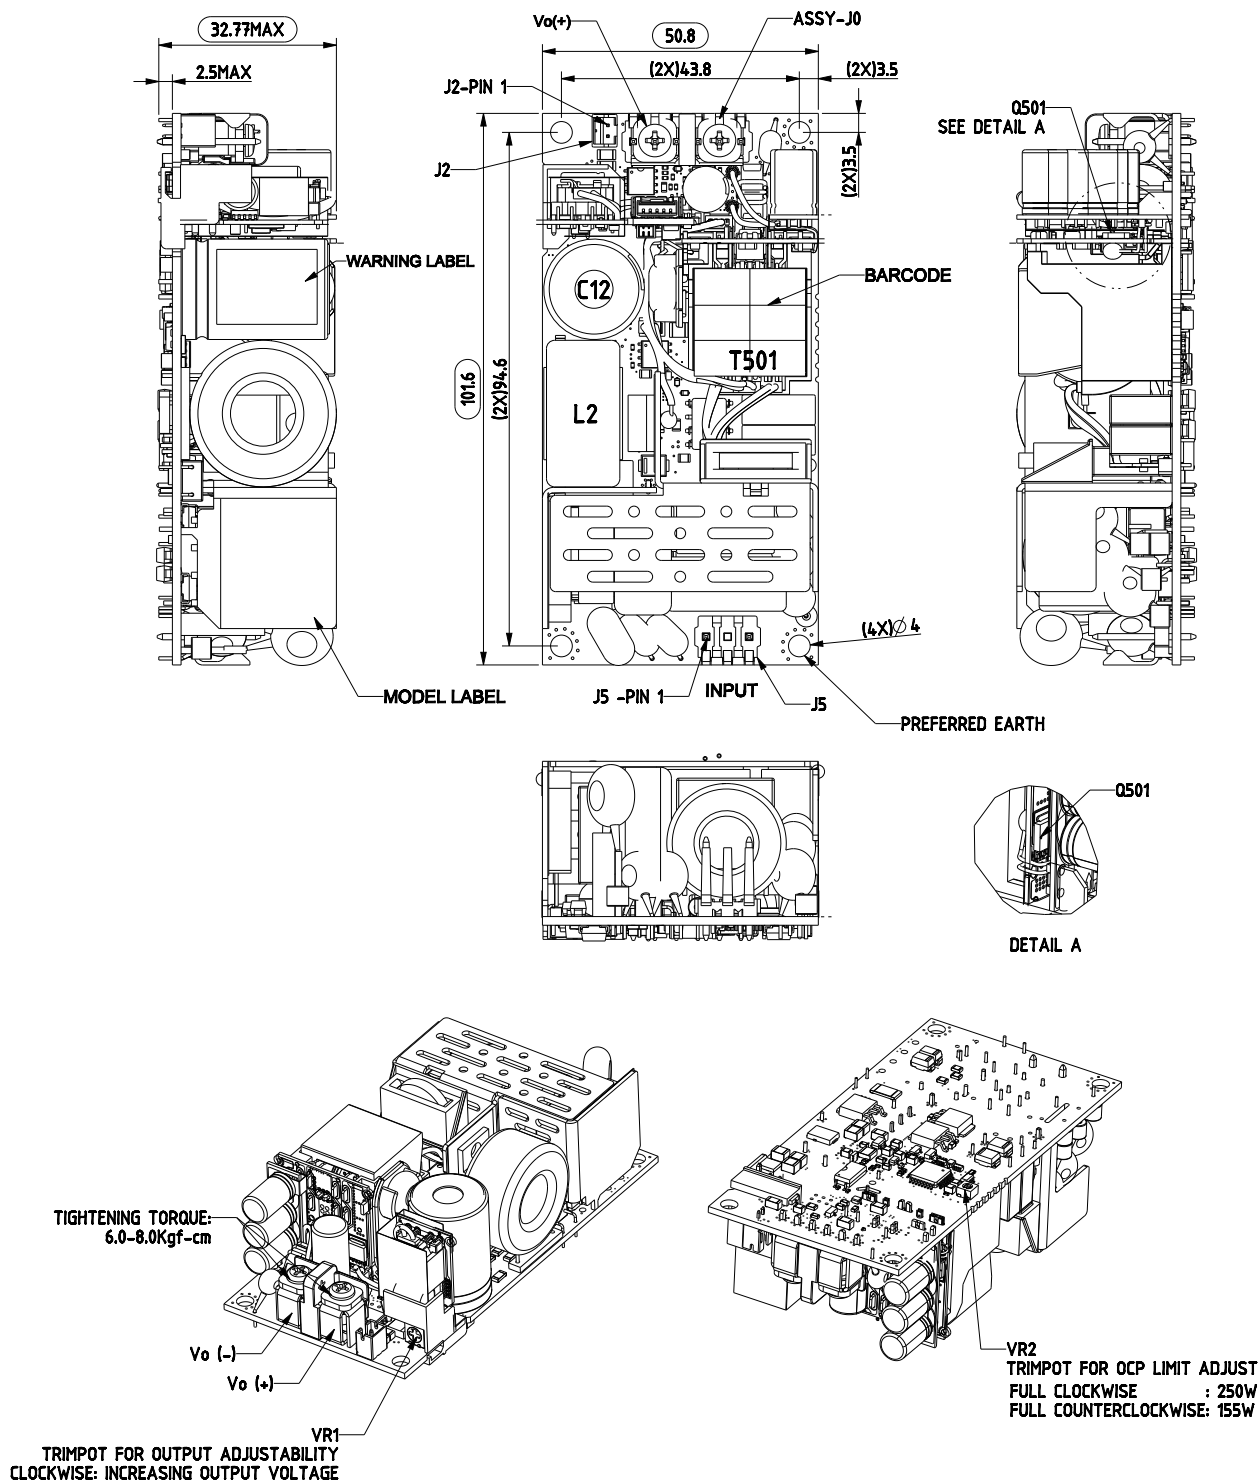 32.77MAX
2.5MAX
Vo(+)
ASSY-J0
50.8
(2X)43.8
(2X)3.5
J2-PIN 1
J2
(2X)3.5
Q501
SEE DETAIL A
WARNING LABEL
C12
BARCODE
T501
101.6
(2X)94.6
L2
(4X)Ø 4
MODEL LABEL
J5 -PIN 1
INPUT
J5
PREFERRED EARTH
Q501
DETAIL A
TIGHTENING TORQUE:
6.0-8.0Kgf-cm
Vo (-)
Vo (+)
VR1
TRIMPOT FOR OUTPUT ADJUSTABILITY
CLOCKWISE: INCREASING OUTPUT VOLTAGE
VR2
TRIMPOT FOR OCP LIMIT ADJUST
FULL CLOCKWISE : 250W
FULL COUNTERCLOCKWISE: 155W